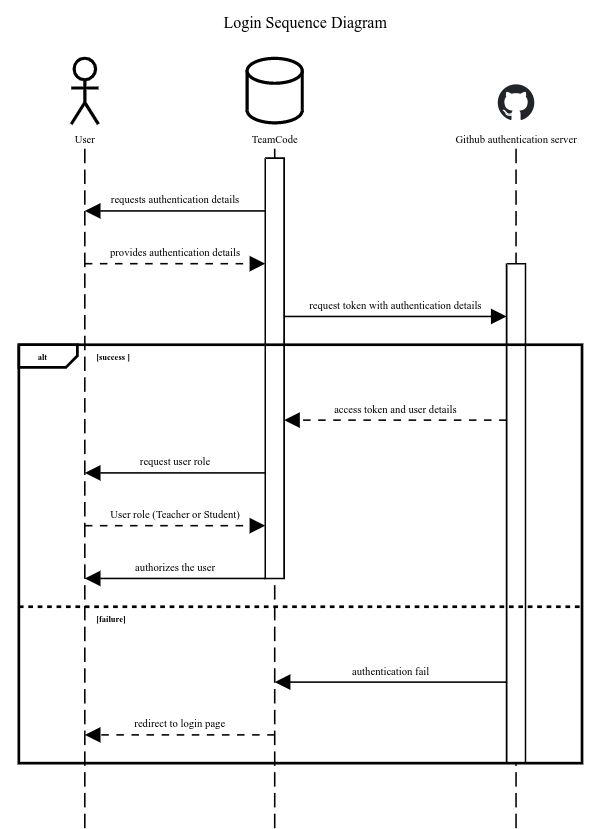 Login Sequence Diagram
User
TeamCode
Github authentication server
requests authentication details
provides authentication details
request token with authentication details
alt
[success ]
access token and user details
request user role
User role (Teacher or Student)
authorizes the user
[failure]
authentication fail
redirect to login page